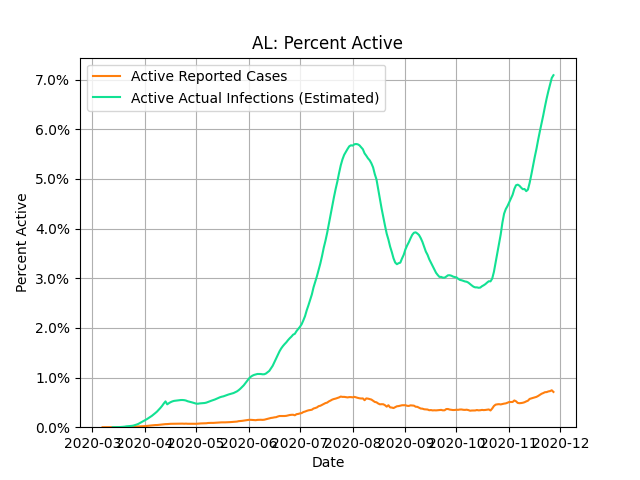 AL: Percent Active
Active Reported Cases
Active Actual Infections (Estimated)
7.0%
6.0%
5.0%
4.0%
3.0%
2.0%
1.0%
0.0%
Percent Active
2020-03 2020-04 2020-05 2020-06 2020-07 2020-08 2020-09 2020-10 2020-11 2020-12
Date